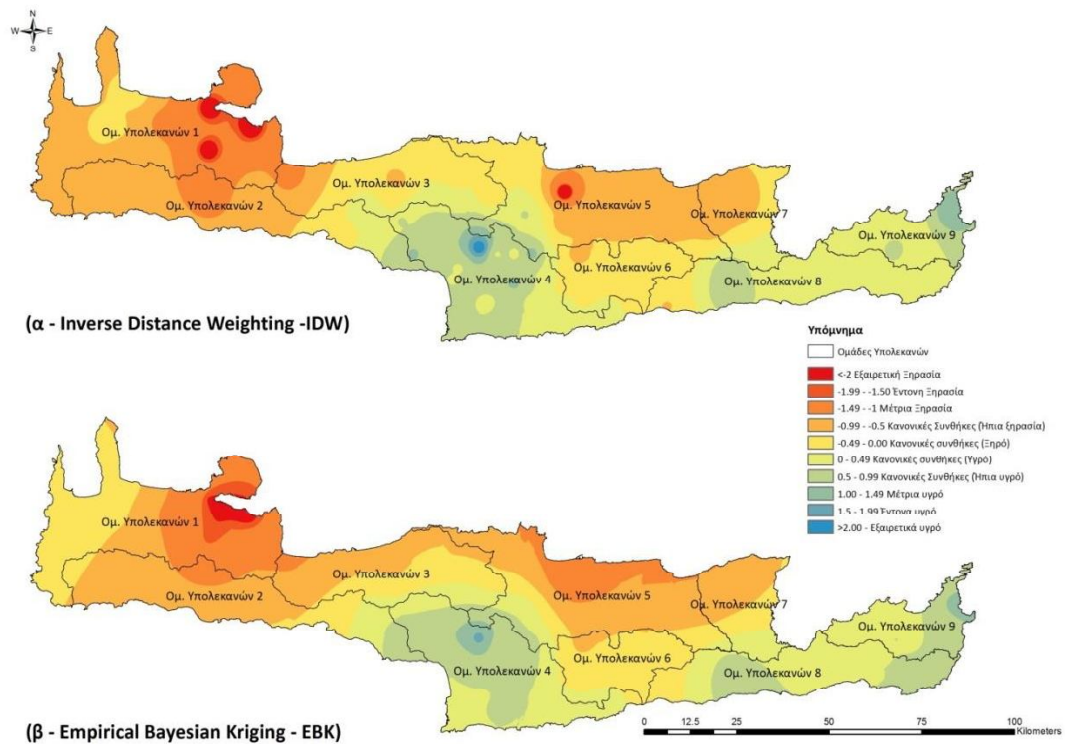 N
W E
S
Ομ. Υπολεκανών 1
Ομ. Υπολεκανών 2
Ομ. Υπολεκανών 3
Ομ. Υπολεκανών 4
Ομ. Υπολεκανών 5
Ομ. Υπολεκανών 6
Ομ. Υπολεκανών 7
Ομ. Υπολεκανών 8
Ομ. Υπολεκανών 9
(α - Inverse Distance Weighting -IDW)
Υπόμνημα
Ομάδες Υπολεκανών
<-2 Εξαιρετική Ξηρασία
-1.99 - -1.50 Έντονη Ξηρασία
-1.49 - -1 Μέτρια Ξηρασία
-0.99 - -0.5 Κανονικές Συνθήκες (Ήπια ξηρασία)
-0.49 - 0.00 Κανονικές συνθήκες (Ξηρό)
0 - 0.49 Κανονικές συνθήκες (Υγρό)
0.5 - 0.99 Κανονικές Συνθήκες (Ήπια υγρό)
1.00 - 1.49 Μέτρια υγρό
1.5 - 1.99 Έντονα υγρό
>2.00 - Εξαιρετικά υγρό
Ομ. Υπολεκανών 1
Ομ. Υπολεκανών 2
Ομ. Υπολεκανών 3
Ομ. Υπολεκανών 4
Ομ. Υπολεκανών 5
Ομ. Υπολεκανών 6
Ομ. Υπολεκανών 7
Ομ. Υπολεκανών 8
Ομ. Υπολεκανών 9
(β - Empirical Bayesian Kriging - EBK)
0 12.5 25 50 75 100
Kilometers